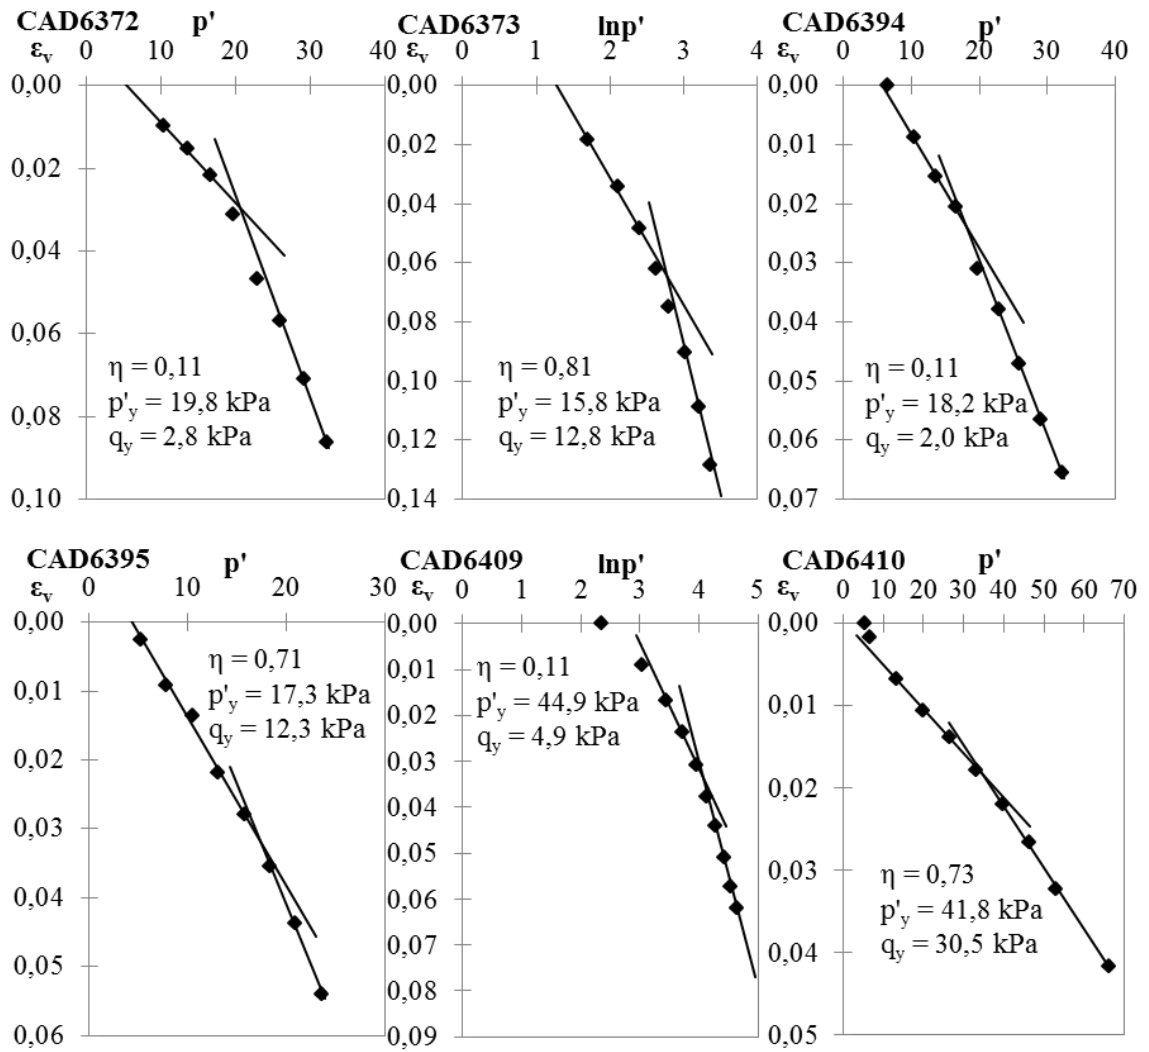 CAD6372 p'
εv 0 10 20 30 40
0,00
0,02
0,04
0,06
0,08
0,10
η = 0,11
p'y = 19,8 kPa
qy = 2,8 kPa
CAD6373 lnp'
0 1 2 3 4
0,00
0,02
0,04
0,06
0,08
0,10
0,12
0,14
η = 0,81
p'y = 15,8 kPa
qy = 12,8 kPa
CAD6394 p'
εv 0 10 20 30 40
0,00
0,01
0,02
0,03
0,04
0,05
0,06
0,07
η = 0,11
p'y = 18,2 kPa
qy = 2,0 kPa
CAD6395 p'
εv 0 10 20 30
0,00
0,01
0,02
0,03
0,04
0,05
0,06
η = 0,71
p'y = 17,3 kPa
qy = 12,3 kPa
CAD6409 lnp'
εv 0 1 2 3 4 5
0,00
0,01
0,02
0,03
0,04
0,05
0,06
0,07
0,08
0,09
η = 0,11
p'y = 44,9 kPa
qy = 4,9 kPa
CAD6410 p'
εv 0 10 20 30 40 50 60 70
0,00
0,01
0,02
0,03
0,04
0,05
η = 0,73
p'y = 41,8 kPa
qy = 30,5 kPa